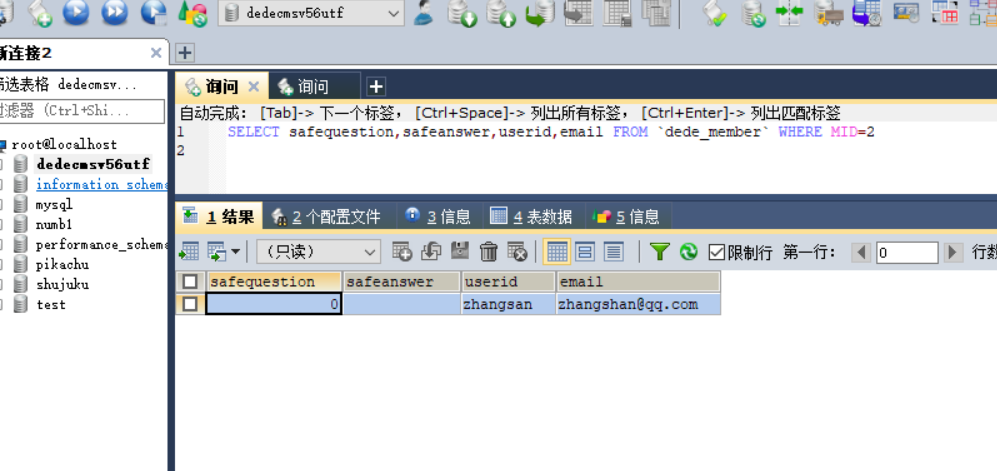 dedecmsv56utf
新连接2
筛选表格 dedecmsv...
过滤器 (Ctrl+Shi...
root@localhost
dedecmsv56utf
information_schema
mysql
numb1
performance_schema
pikachu
shujuku
test
询问 询问
自动完成: [Tab]-> 下一个标签, [Ctrl+Space]-> 列出所有标签, [Ctrl+Enter]-> 列出匹配标签
1 SELECT safequestion,safeanswer,userid,email FROM `dede_member` WHERE MID=2
2
1 结果 2 个配置文件 3 信息 4 表数据 5 信息
(只读) 限制行 第一行: 0 行数
safequestion safeanswer userid email
0 zhangsan zhangshan@qq.com